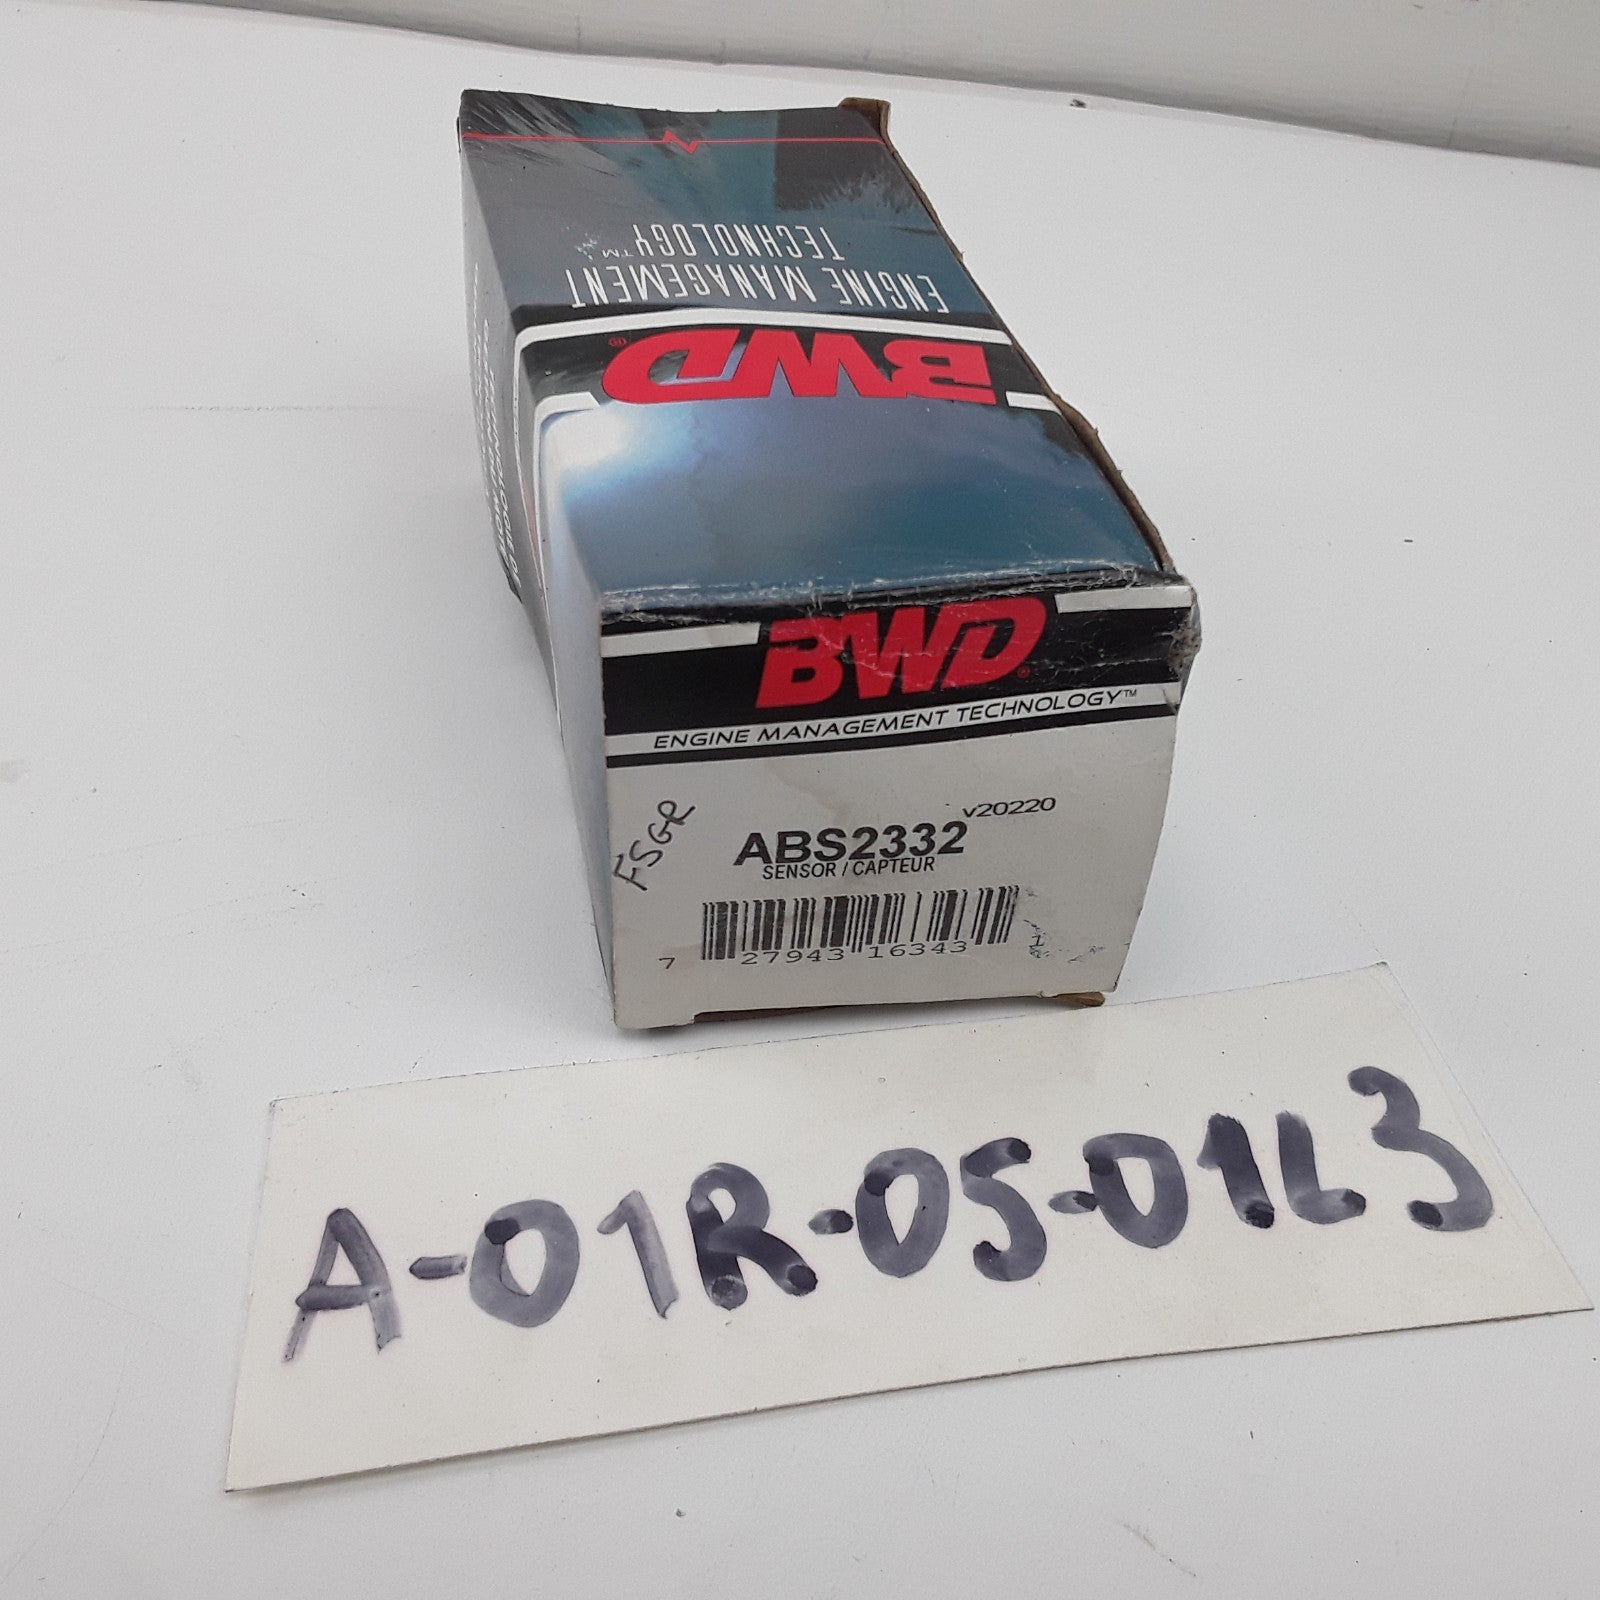 ENGINE MANAGEMENT
TECHNOLOGY™
BWD®
BWD®
ENGINE MANAGEMENT TECHNOLOGY™
v20220
ABS2332
SENSOR / CAPTEUR
FSGR
7 27943 16343 1
A-01R-05-01L3